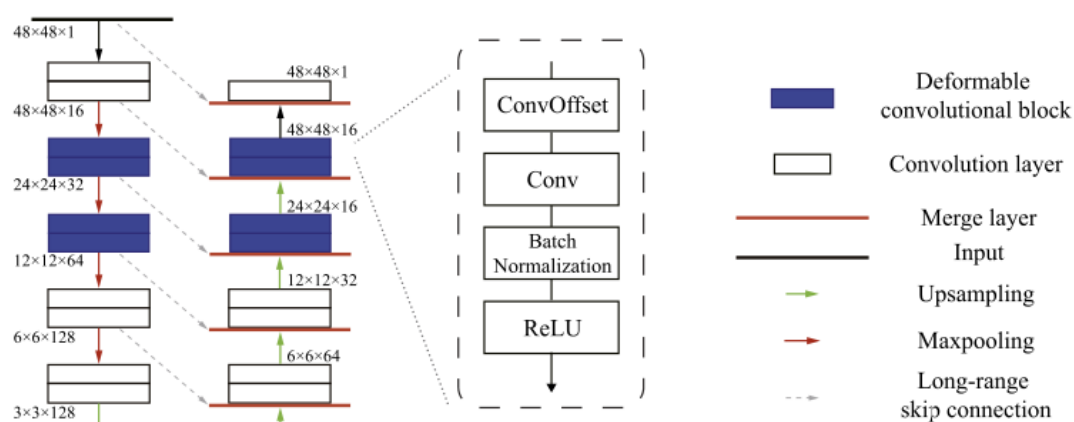 48×48×1
48×48×16
24×24×32
12×12×64
6×6×128
3×3×128
48×48×1
48×48×16
24×24×16
12×12×32
6×6×64
ConvOffset
Conv
Batch
Normalization
ReLU
Deformable
convolutional block
Convolution layer
Merge layer
Input
Upsampling
Maxpooling
Long-range
skip connection